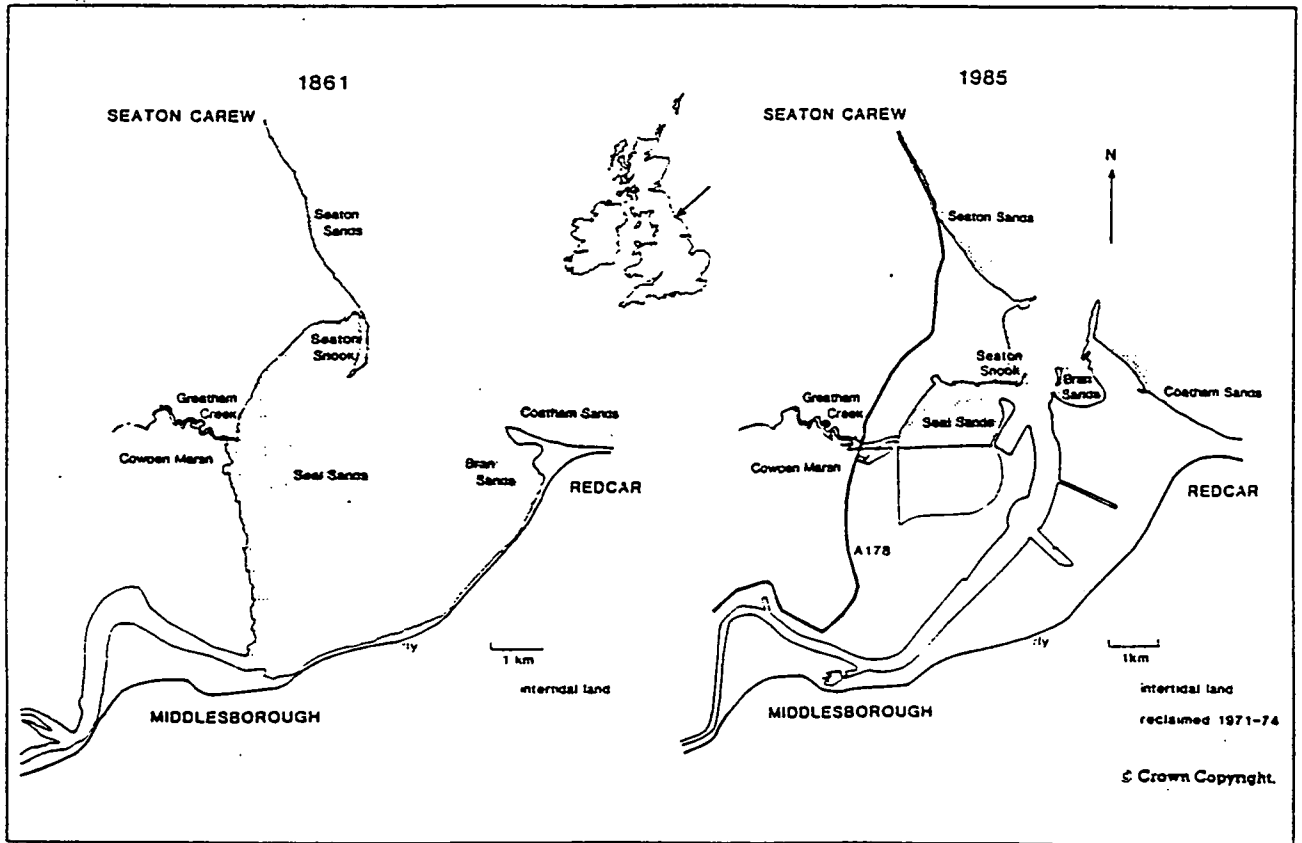 1861
SEATON CAREW
Seaton
Sands
Seaton
Snook
Greatham
Creek
Cowpen Marsh
Seal Sands
Coatham Sands
Bran
Sands
REDCAR
1 km
intertidal land
MIDDLESBOROUGH
1985
SEATON CAREW
N
Seaton Sands
Seaton
Snook
Bran
Sands
Coatham Sands
Greatham
Creek
Seal Sands
Cowpen Marsh
REDCAR
A178
1km
intertidal land
reclaimed 1971-74
MIDDLESBOROUGH
© Crown Copyright.